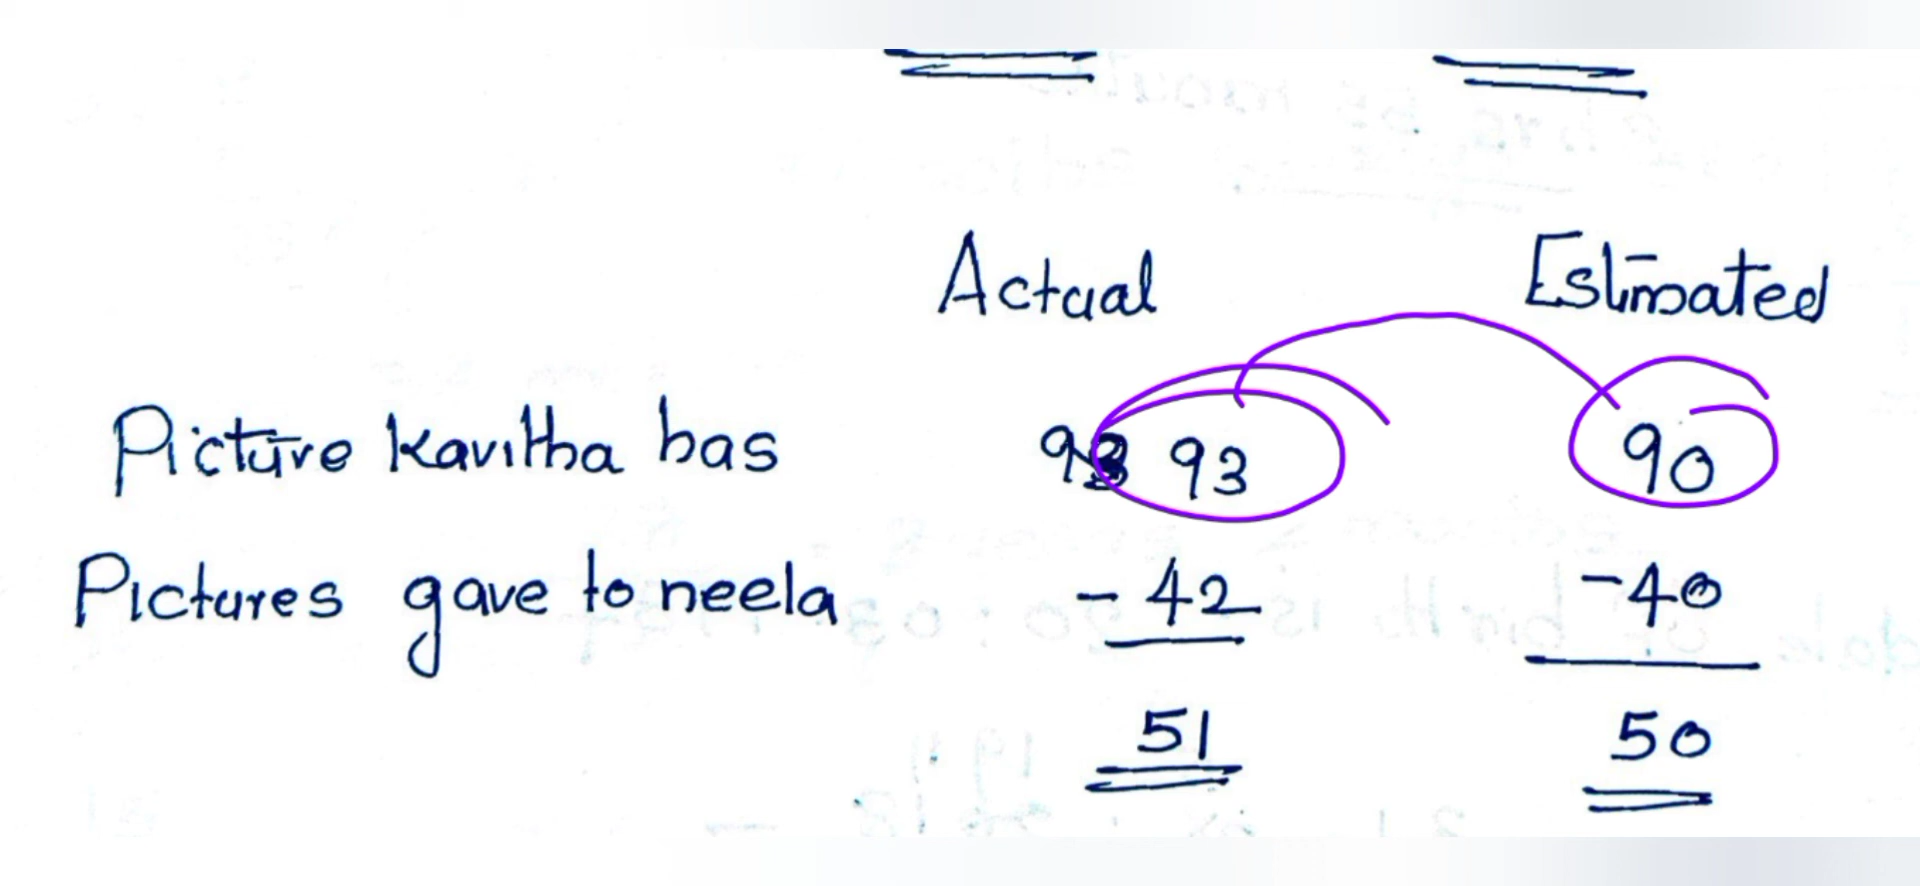 Actual Estimated
Picture Kavitha has 93 90
Pictures gave to neela - 42 -40
51 50